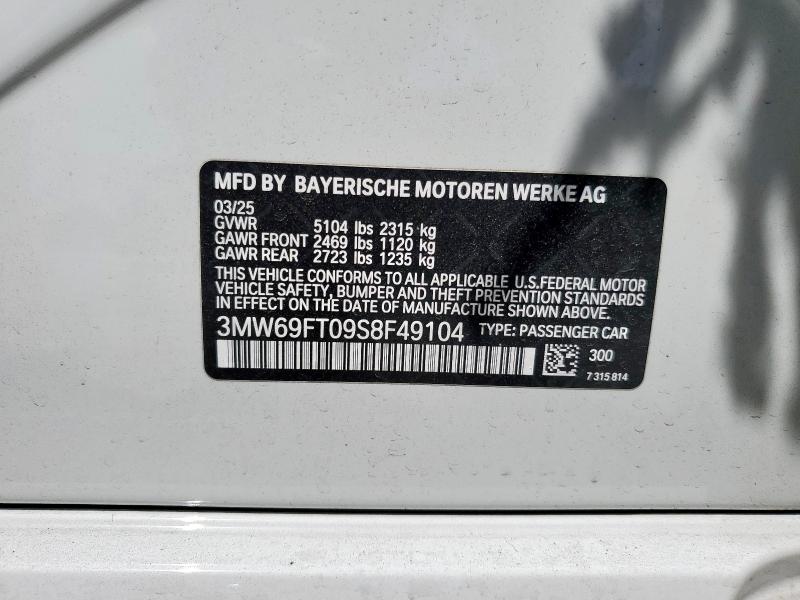 MFD BY BAYERISCHE MOTOREN WERKE AG
03/25
GVWR 5104 lbs 2315 kg
GAWR FRONT 2469 lbs 1120 kg
GAWR REAR 2723 lbs 1235 kg
THIS VEHICLE CONFORMS TO ALL APPLICABLE U.S.FEDERAL MOTOR
VEHICLE SAFETY, BUMPER AND THEFT PREVENTION STANDARDS
IN EFFECT ON THE DATE OF MANUFACTURE SHOWN ABOVE.
3MW69FT09S8F49104 TYPE: PASSENGER CAR
300
7 315 814